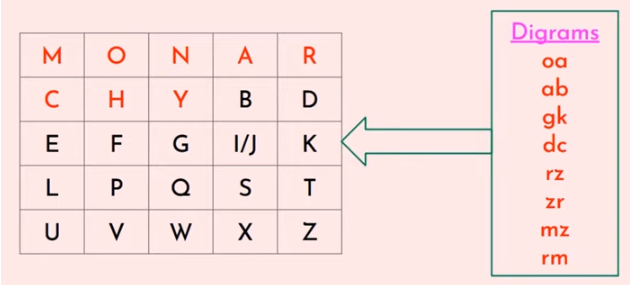 M O N A R
C H Y B D
E F G I/J K
L P Q S T
U V W X Z
Digrams
oa
ab
gk
dc
rz
zr
mz
rm